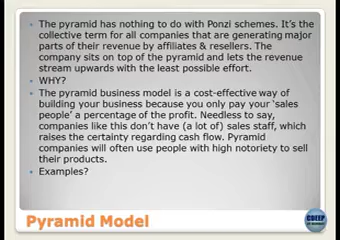 The pyramid has nothing to do with Ponzi schemes. It's the
collective term for all companies that are generating major
parts of their revenue by affiliates & resellers. The
company sits on top of the pyramid and lets the revenue
stream upwards with the least possible effort.
WHY?
The pyramid business model is a cost-effective way of
building your business because you only pay your 'sales
people' a percentage of the profit. Needless to say,
companies like this don't have (a lot of) sales staff, which
raises the certainty regarding cash flow. Pyramid
companies will often use people with high notoriety to sell
their products.
Examples?
Pyramid Model
CDEEP